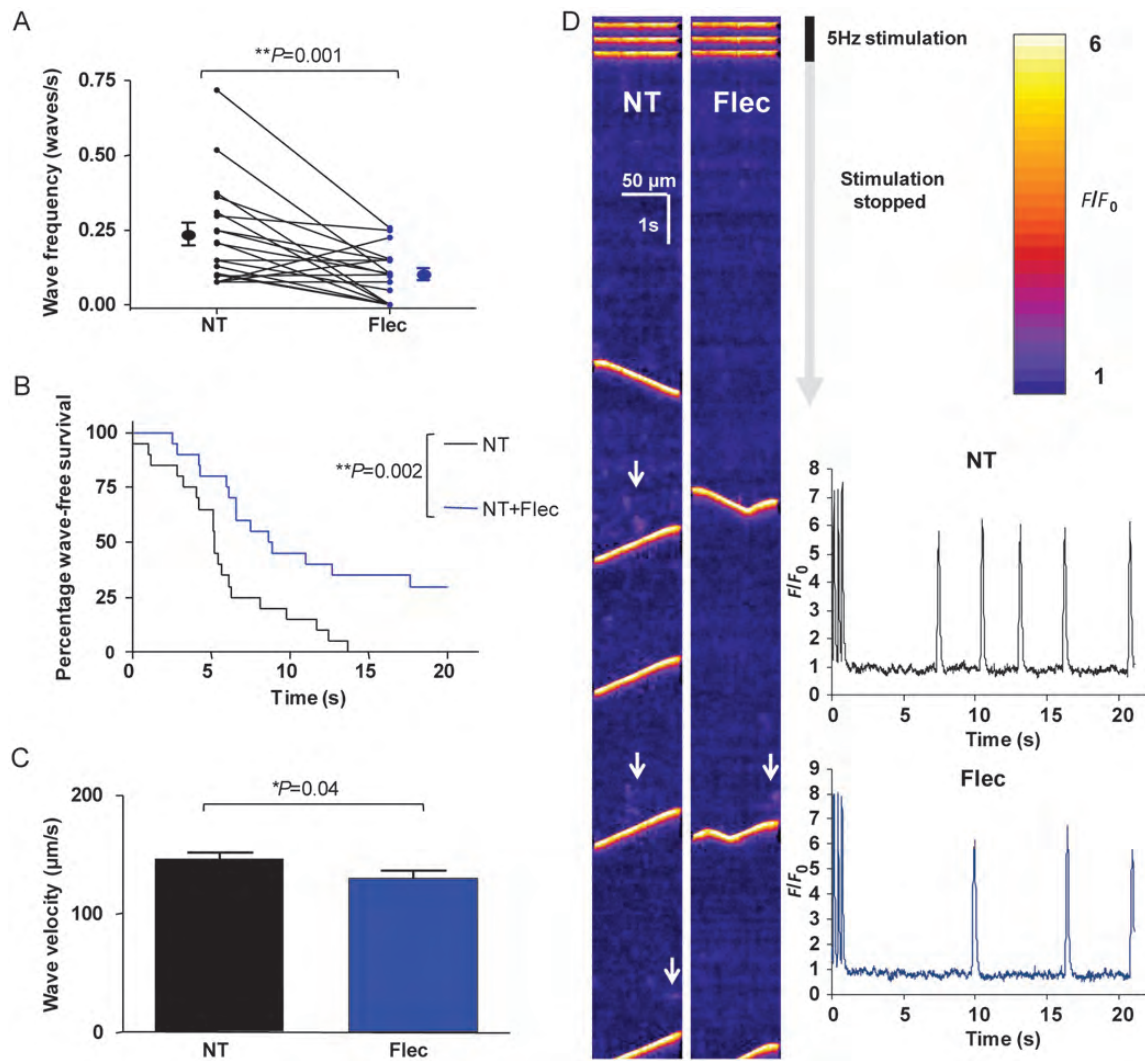 A
**P=0.001
Wave frequency (waves/s)
0.75
0.50
0.25
0.00
NT
Flec
B
Percentage wave-free survival
100
75
50
25
0
NT
**P=0.002
NT+Flec
0
5
10
15
20
Time (s)
C
*P=0.04
Wave velocity (µm/s)
200
100
0
NT
Flec
D
NT
Flec
50 µm
1s
5Hz stimulation
Stimulation
stopped
6
F/F0
1
NT
F/F0
8
7
6
5
4
3
2
1
0
0
5
10
15
20
Time (s)
Flec
F/F0
9
8
7
6
5
4
3
2
1
0
0
5
10
15
20
Time (s)